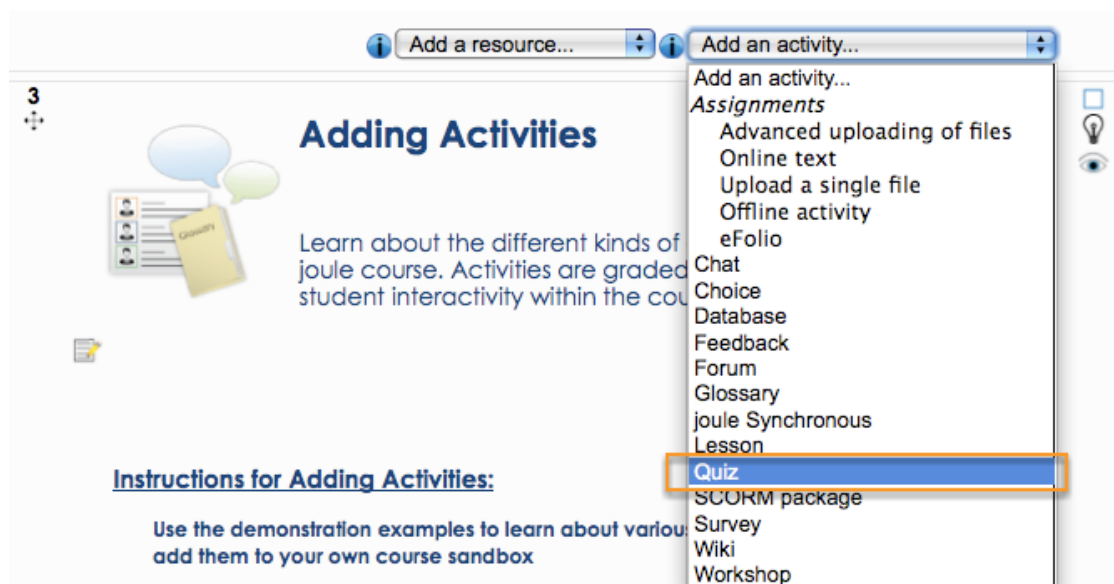 Add a resource...
Add an activity...
Add an activity...
Assignments
Advanced uploading of files
Online text
Upload a single file
Offline activity
eFolio
Chat
Choice
Database
Feedback
Forum
Glossary
joule Synchronous
Lesson
Quiz
SCORM package
Survey
Wiki
Workshop
3
Adding Activities
Glossary
Learn about the different kinds of
joule course. Activities are graded
student interactivity within the cou
Instructions for Adding Activities:
Use the demonstration examples to learn about variou
add them to your own course sandbox